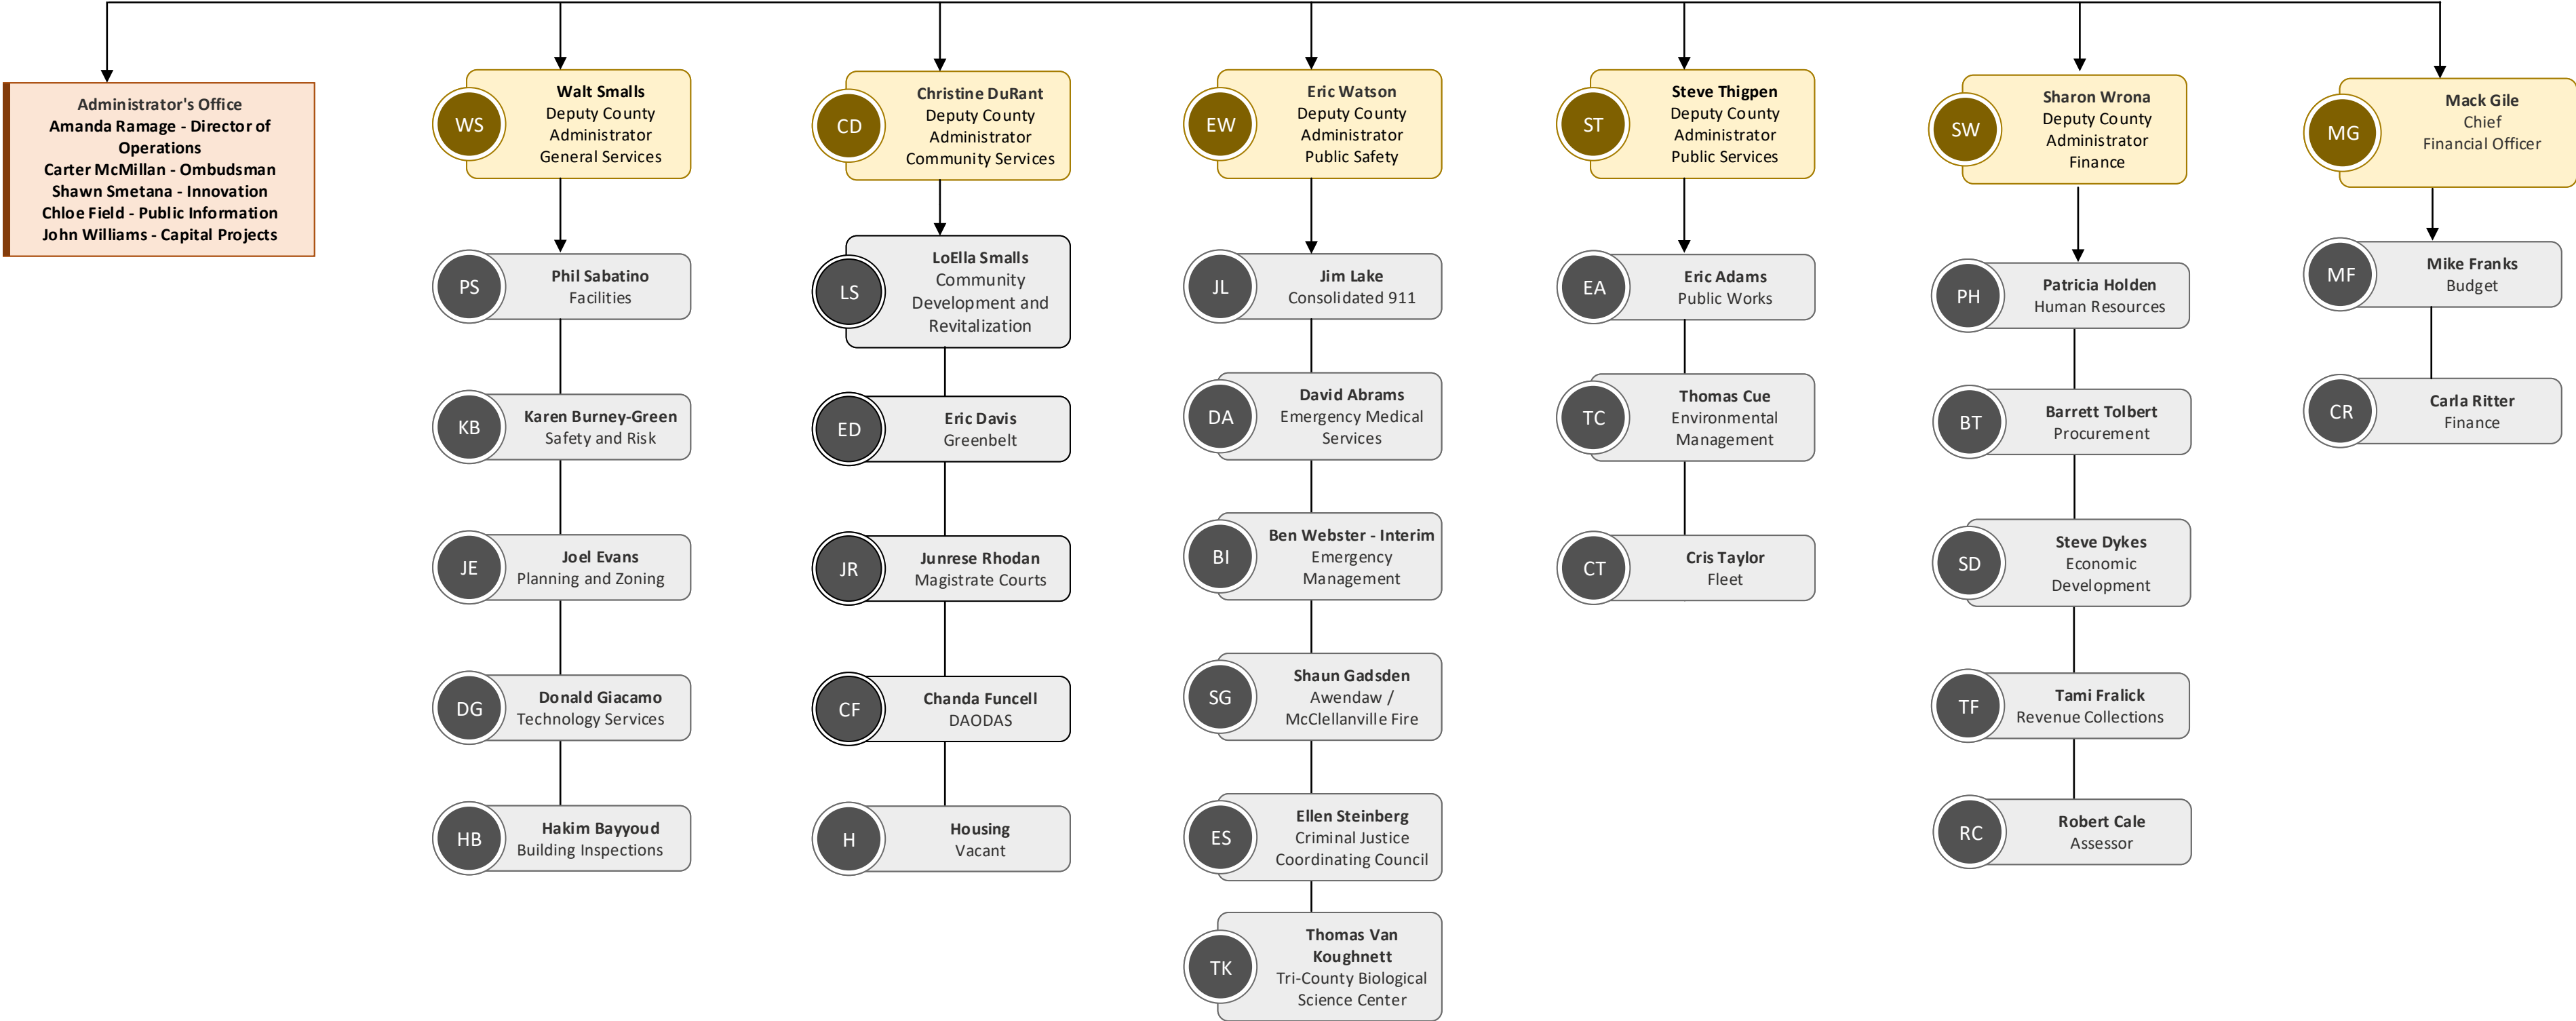 Administrator's Office
Amanda Ramage - Director of
Operations
Carter McMillan - Ombudsman
Shawn Smetana - Innovation
Chloe Field - Public Information
John Williams - Capital Projects
WS
Walt Smalls
Deputy County
Administrator
General Services
PS
Phil Sabatino
Facilities
KB
Karen Burney-Green
Safety and Risk
JE
Joel Evans
Planning and Zoning
DG
Donald Giacamo
Technology Services
HB
Hakim Bayyoud
Building Inspections
CD
Christine DuRant
Deputy County
Administrator
Community Services
LS
LoElla Smalls
Community
Development and
Revitalization
ED
Eric Davis
Greenbelt
JR
Junrese Rhodan
Magistrate Courts
CF
Chanda Funcell
DAODAS
H
Housing
Vacant
EW
Eric Watson
Deputy County
Administrator
Public Safety
JL
Jim Lake
Consolidated 911
DA
David Abrams
Emergency Medical
Services
BI
Ben Webster - Interim
Emergency
Management
SG
Shaun Gadsden
Awendaw /
McClellanville Fire
ES
Ellen Steinberg
Criminal Justice
Coordinating Council
TK
Thomas Van
Koughnett
Tri-County Biological
Science Center
ST
Steve Thigpen
Deputy County
Administrator
Public Services
EA
Eric Adams
Public Works
TC
Thomas Cue
Environmental
Management
CT
Cris Taylor
Fleet
SW
Sharon Wrona
Deputy County
Administrator
Finance
PH
Patricia Holden
Human Resources
BT
Barrett Tolbert
Procurement
SD
Steve Dykes
Economic
Development
TF
Tami Fralick
Revenue Collections
RC
Robert Cale
Assessor
MG
Mack Gile
Chief
Financial Officer
MF
Mike Franks
Budget
CR
Carla Ritter
Finance